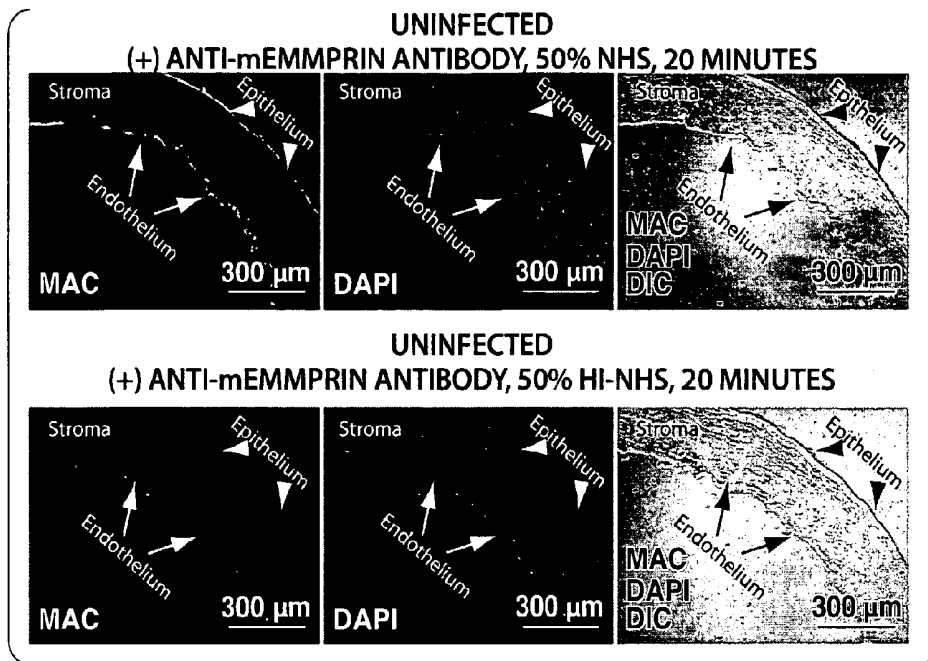 UNINFECTED
(+) ANTI-mEMMPRIN ANTIBODY, 50% NHS, 20 MINUTES
Stroma
Epithelium
Endothelium
MAC
300 µm
Stroma
Epithelium
Endothelium
DAPI
300 µm
Stroma
Epithelium
Endothelium
MAC
DAPI
DIC
300 µm
UNINFECTED
(+) ANTI-mEMMPRIN ANTIBODY, 50% HI-NHS, 20 MINUTES
Stroma
Epithelium
Endothelium
MAC
300 µm
Stroma
Epithelium
Endothelium
DAPI
300 µm
Stroma
Epithelium
Endothelium
MAC
DAPI
DIC
300 µm